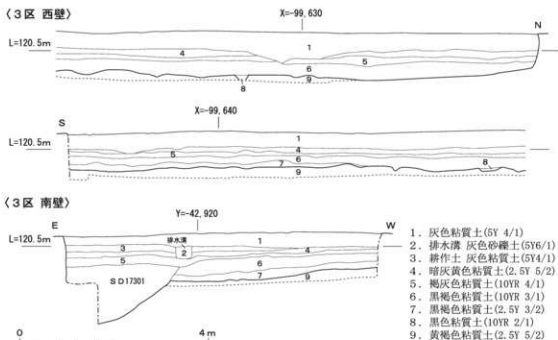 〈3区 西壁〉
X=-99,630
N
L=120.5m
1
4
5
6
9
8
X=-99,640
S
L=120.5m
1
4
5
6
7
8
9
〈3区 南壁〉
E
Y=-42,920
W
L=120.5m
排水溝
1
3
2
4
5
6
SD17301
7
9
0
4m
1. 灰色粘質土(5Y 4/1)
2. 排水溝 灰色砂礫土(5Y6/1)
3. 耕作土 灰色粘質土(5Y4/1)
4. 暗灰黄色粘質土(2.5Y 5/2)
5. 褐灰色粘質土(10YR 4/1)
6. 黒褐色粘質土(10YR 3/1)
7. 黒褐色粘質土(2.5Y 3/2)
8. 黒色粘質土(10YR 2/1)
9. 黄褐色粘質土(2.5Y 5/2)